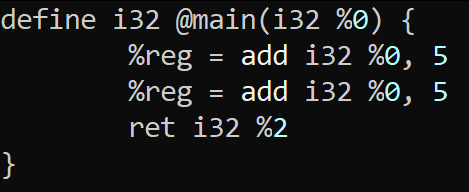 define i32 @main(i32 %0) {
%reg = add i32 %0, 5
%reg = add i32 %0, 5
ret i32 %2
}